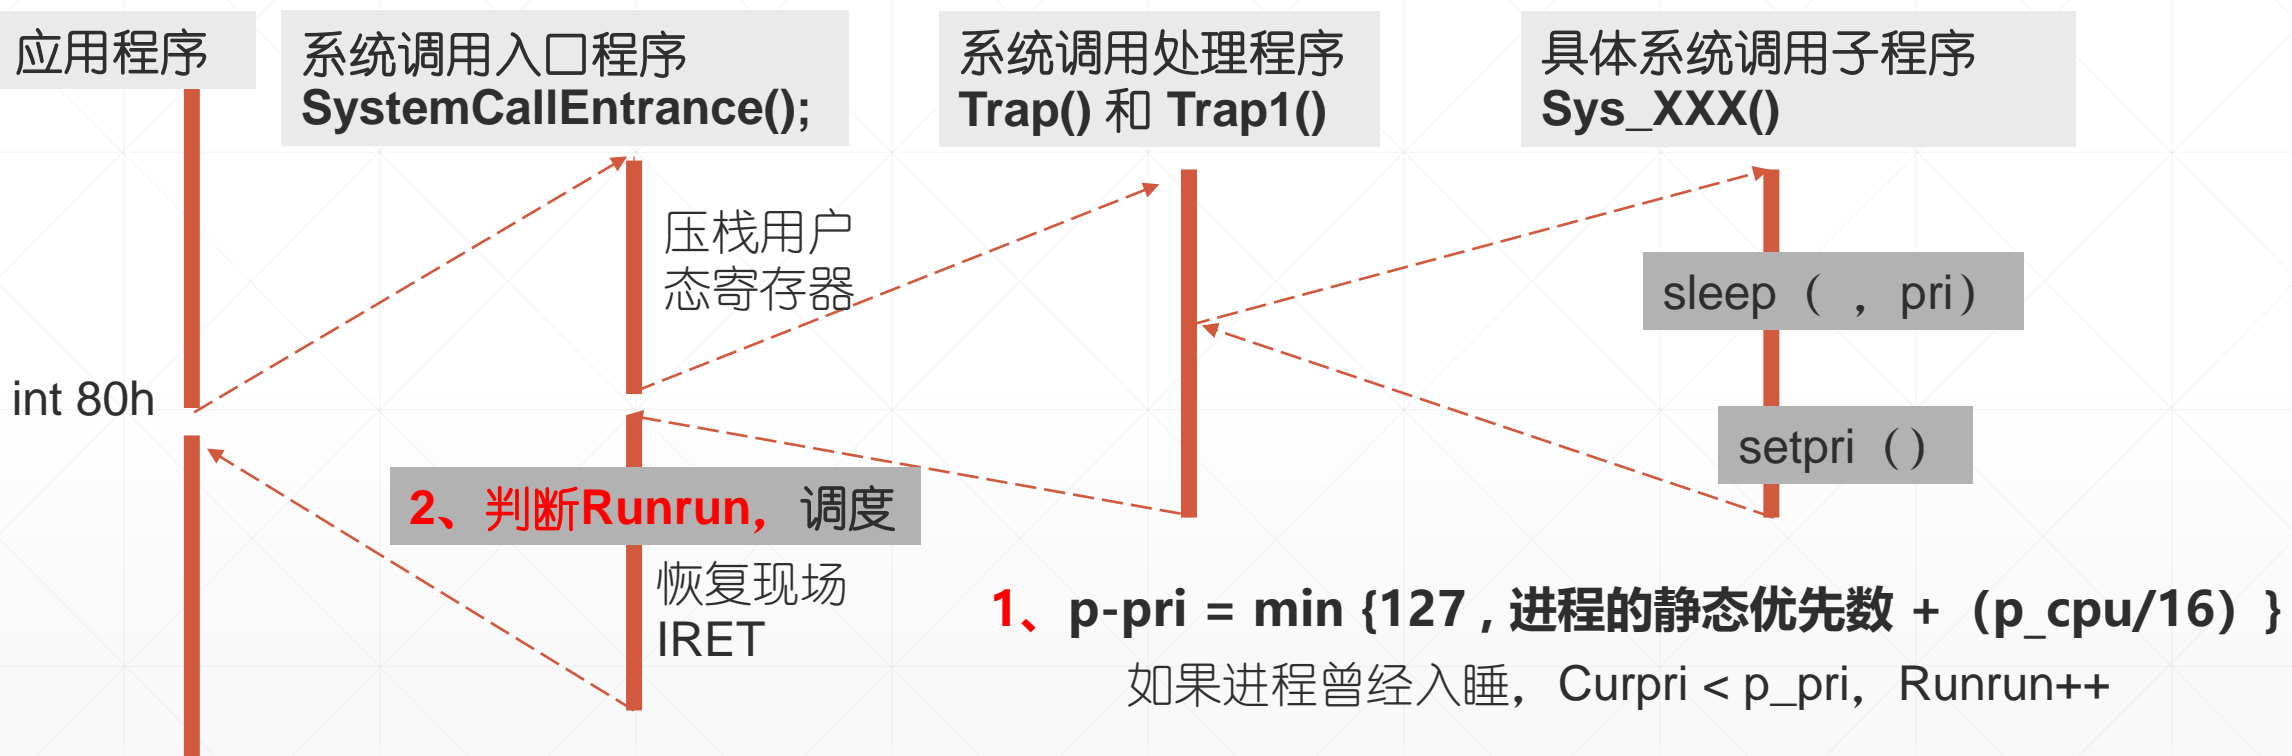 应用程序
系统调用入口程序
SystemCallEntrance();
系统调用处理程序
Trap() 和 Trap1()
具体系统调用子程序
Sys_XXX()
压栈用户
态寄存器
sleep（ ，pri）
int 80h
setpri（）
2、判断Runrun，调度
恢复现场
IRET
1、p-pri = min {127 , 进程的静态优先数 +（p_cpu/16）}
如果进程曾经入睡，Curpri < p_pri，Runrun++